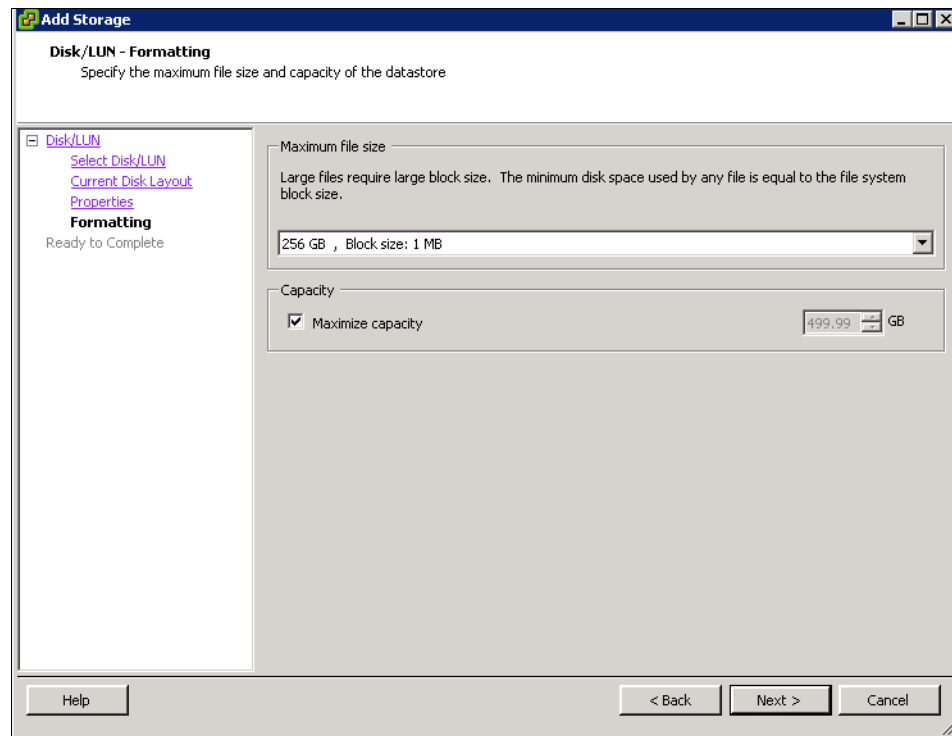 Add Storage
Disk/LUN - Formatting
Specify the maximum file size and capacity of the datastore
Disk/LUN
Select Disk/LUN
Current Disk Layout
Properties
Formatting
Ready to Complete
Maximum file size
Large files require large block size. The minimum disk space used by any file is equal to the file system
block size.
256 GB , Block size: 1 MB
Capacity
Maximize capacity
499.99 GB
Help
< Back
Next >
Cancel